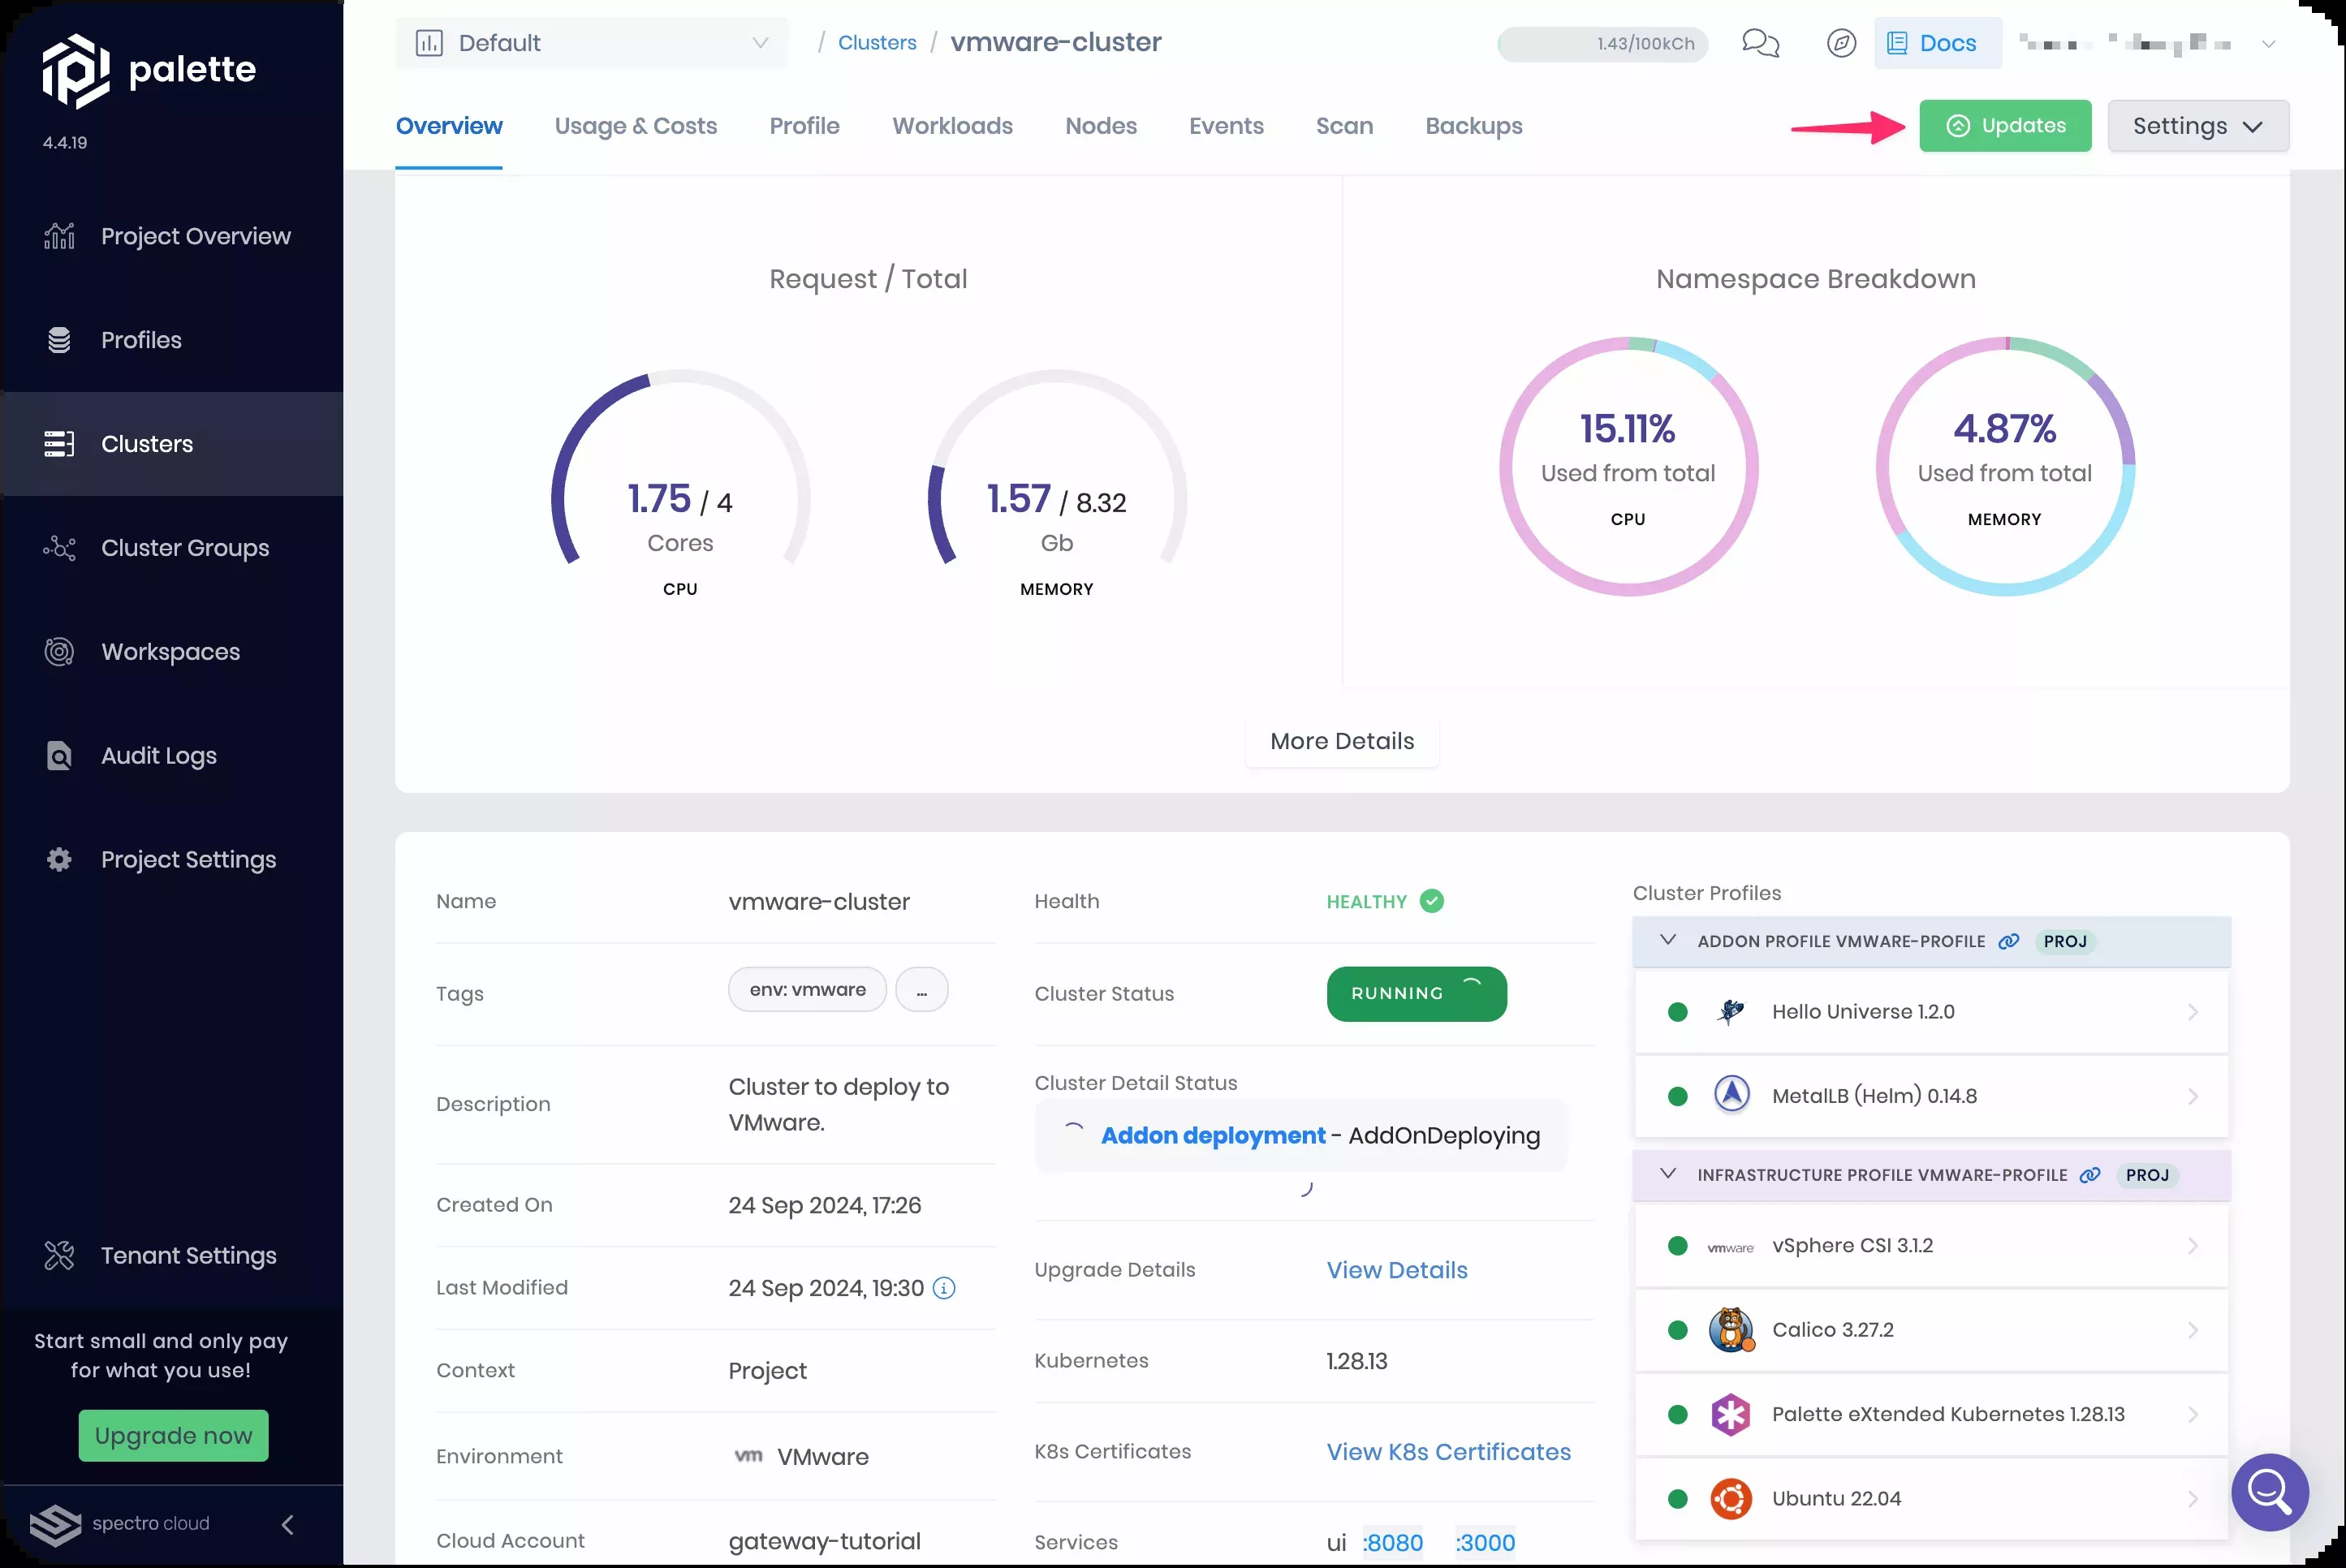 palette
4.4.19
Project Overview
Profiles
Clusters
Cluster Groups
Workspaces
Audit Logs
Project Settings
Tenant Settings
Start small and only pay
for what you use!
Upgrade now
spectro cloud
Default
/ Clusters / vmware-cluster
1.43/100kCh
Docs
Overview
Usage & Costs
Profile
Workloads
Nodes
Events
Scan
Backups
Updates
Settings
Request / Total
1.75 / 4
Cores
CPU
1.57 / 8.32
Gb
MEMORY
Namespace Breakdown
15.11%
Used from total
CPU
4.87%
Used from total
MEMORY
More Details
Name
vmware-cluster
Tags
env: vmware
...
Description
Cluster to deploy to
VMware.
Created On
24 Sep 2024, 17:26
Last Modified
24 Sep 2024, 19:30
Context
Project
Environment
vm VMware
Cloud Account
gateway-tutorial
Health
HEALTHY
Cluster Status
RUNNING
Cluster Detail Status
Addon deployment - AddOnDeploying
Upgrade Details
View Details
Kubernetes
1.28.13
K8s Certificates
View K8s Certificates
Services
ui :8080 :3000
Cluster Profiles
ADDON PROFILE VMWARE-PROFILE PROJ
Hello Universe 1.2.0
MetalLB (Helm) 0.14.8
INFRASTRUCTURE PROFILE VMWARE-PROFILE PROJ
vmware vSphere CSI 3.1.2
Calico 3.27.2
Palette eXtended Kubernetes 1.28.13
Ubuntu 22.04